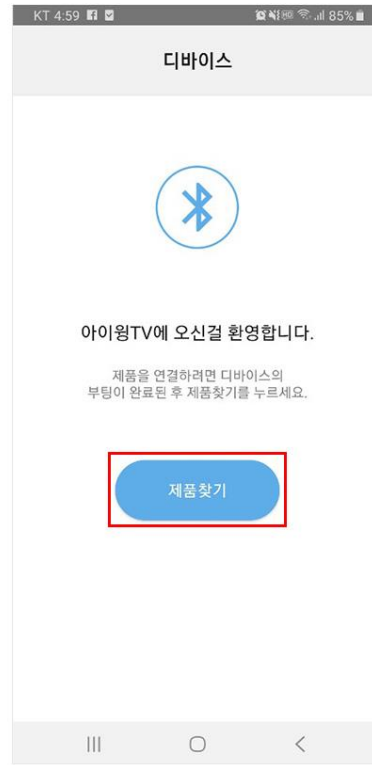 KT 4:59 85%
디바이스
아이윙TV에 오신걸 환영합니다.
제품을 연결하려면 디바이스의
부팅이 완료된 후 제품찾기를 누르세요.
제품찾기